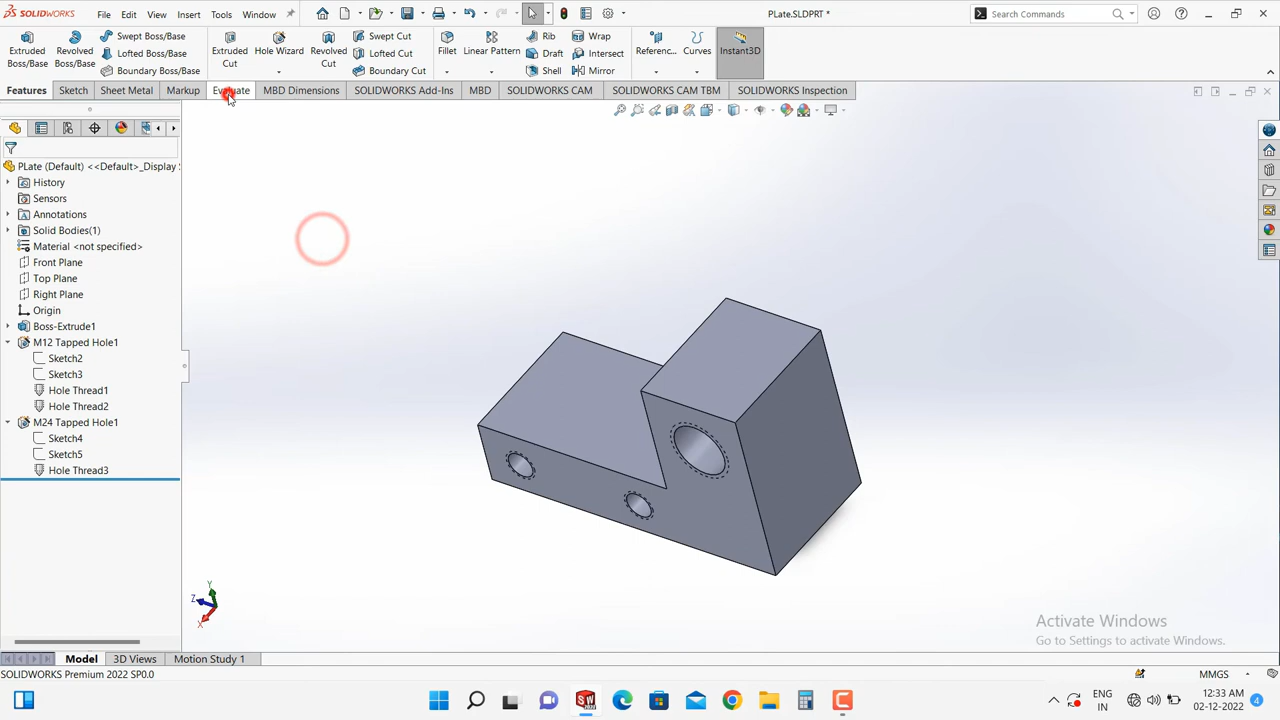 SOLIDWORKS File Edit View Insert Tools Window PLate.SLDPRT * Search Commands
Extruded Boss/Base
Revolved Boss/Base
Swept Boss/Base
Lofted Boss/Base
Boundary Boss/Base
Extruded Cut
Hole Wizard
Revolved Cut
Swept Cut
Lofted Cut
Boundary Cut
Fillet
Linear Pattern
Rib
Draft
Shell
Wrap
Intersect
Mirror
Referenc...
Curves
Instant3D
Features Sketch Sheet Metal Markup Evaluate MBD Dimensions SOLIDWORKS Add-Ins MBD SOLIDWORKS CAM SOLIDWORKS CAM TBM SOLIDWORKS Inspection
PLate (Default) <<Default>_Display
History
Sensors
Annotations
Solid Bodies(1)
Material <not specified>
Front Plane
Top Plane
Right Plane
Origin
Boss-Extrude1
M12 Tapped Hole1
Sketch2
Sketch3
Hole Thread1
Hole Thread2
M24 Tapped Hole1
Sketch4
Sketch5
Hole Thread3
Y
Z
X
Activate Windows
Go to Settings to activate Windows.
Model 3D Views Motion Study 1
SOLIDWORKS Premium 2022 SP0.0 MMGS
ENG 12:33 AM
IN 02-12-2022 4